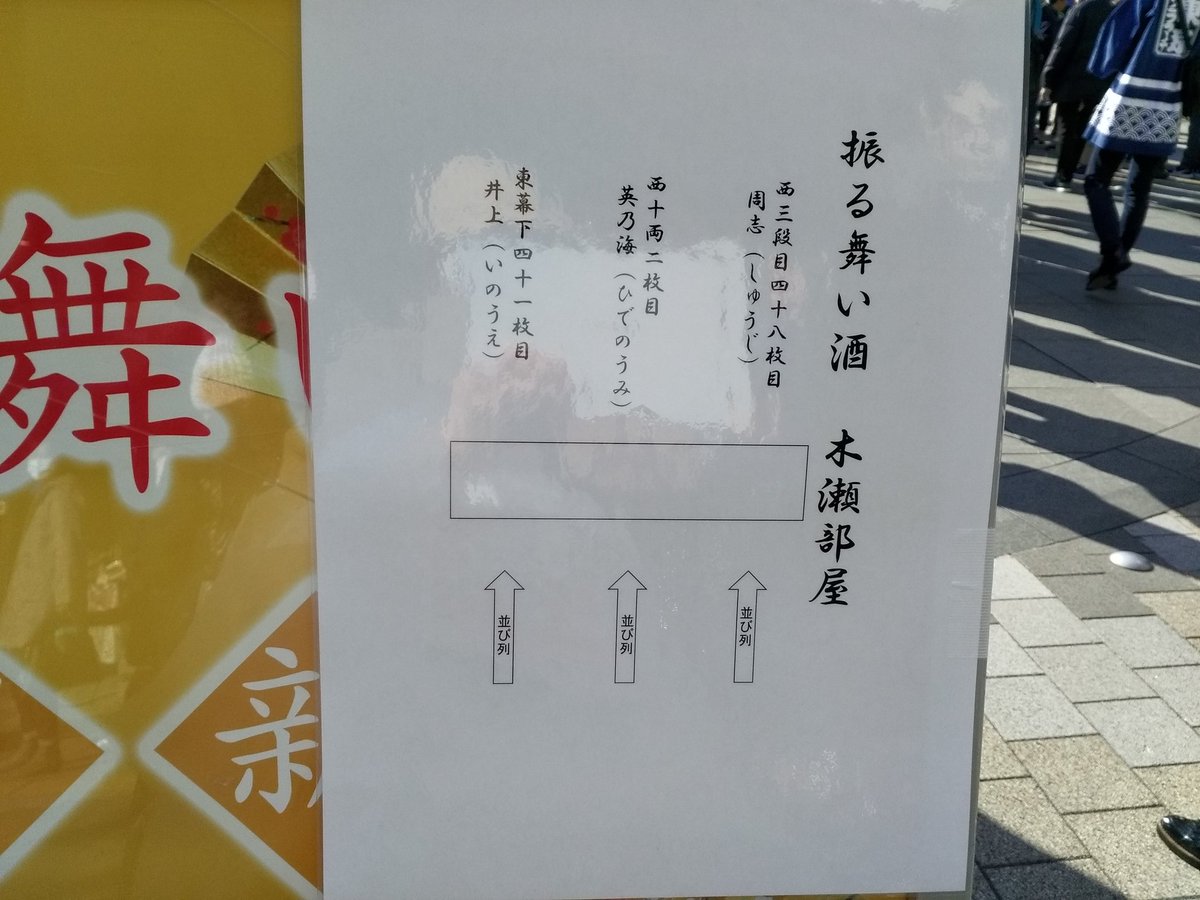 振る舞い酒 木瀬部屋
西三段目四十八枚目
周志（しゅうじ）
西十両二枚目
英乃海（ひでのうみ）
東幕下四十一枚目
井上（いのうえ）
並び列
並び列
並び列
舞
新